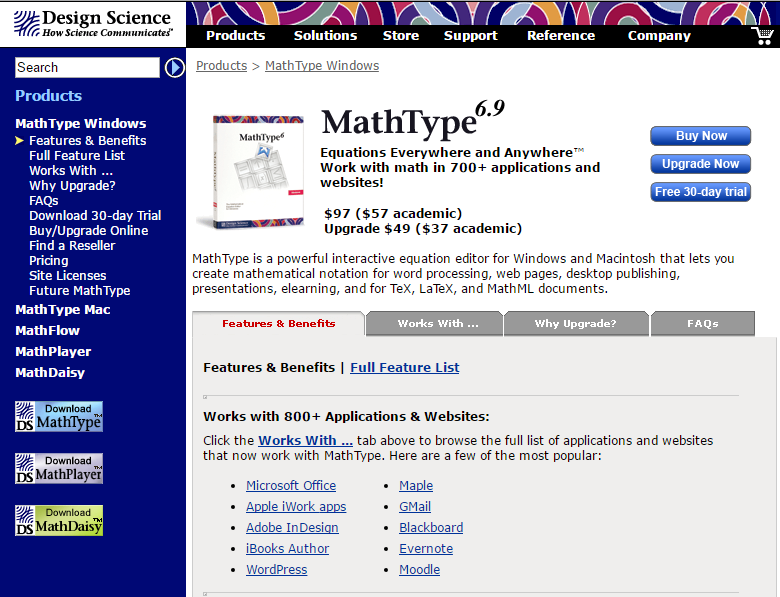 Design Science
How Science Communicates™
Products Solutions Store Support Reference Company
Search
Products > MathType Windows
Products
MathType Windows
Features & Benefits
Full Feature List
Works With ...
Why Upgrade?
FAQs
Download 30-day Trial
Buy/Upgrade Online
Find a Reseller
Pricing
Site Licenses
Future MathType
MathType Mac
MathFlow
MathPlayer
MathDaisy
DS Download MathType™
DS Download MathPlayer™
DS Download MathDaisy™
MathType6
MathType6.9
Equations Everywhere and Anywhere™
Work with math in 700+ applications and
websites!
$97 ($57 academic)
Upgrade $49 ($37 academic)
Buy Now
Upgrade Now
Free 30-day trial
MathType is a powerful interactive equation editor for Windows and Macintosh that lets you
create mathematical notation for word processing, web pages, desktop publishing,
presentations, elearning, and for TeX, LaTeX, and MathML documents.
Features & Benefits Works With ... Why Upgrade? FAQs
Features & Benefits | Full Feature List
Works with 800+ Applications & Websites:
Click the Works With ... tab above to browse the full list of applications and websites
that now work with MathType. Here are a few of the most popular:
• Microsoft Office
• Apple iWork apps
• Adobe InDesign
• iBooks Author
• WordPress
• Maple
• GMail
• Blackboard
• Evernote
• Moodle